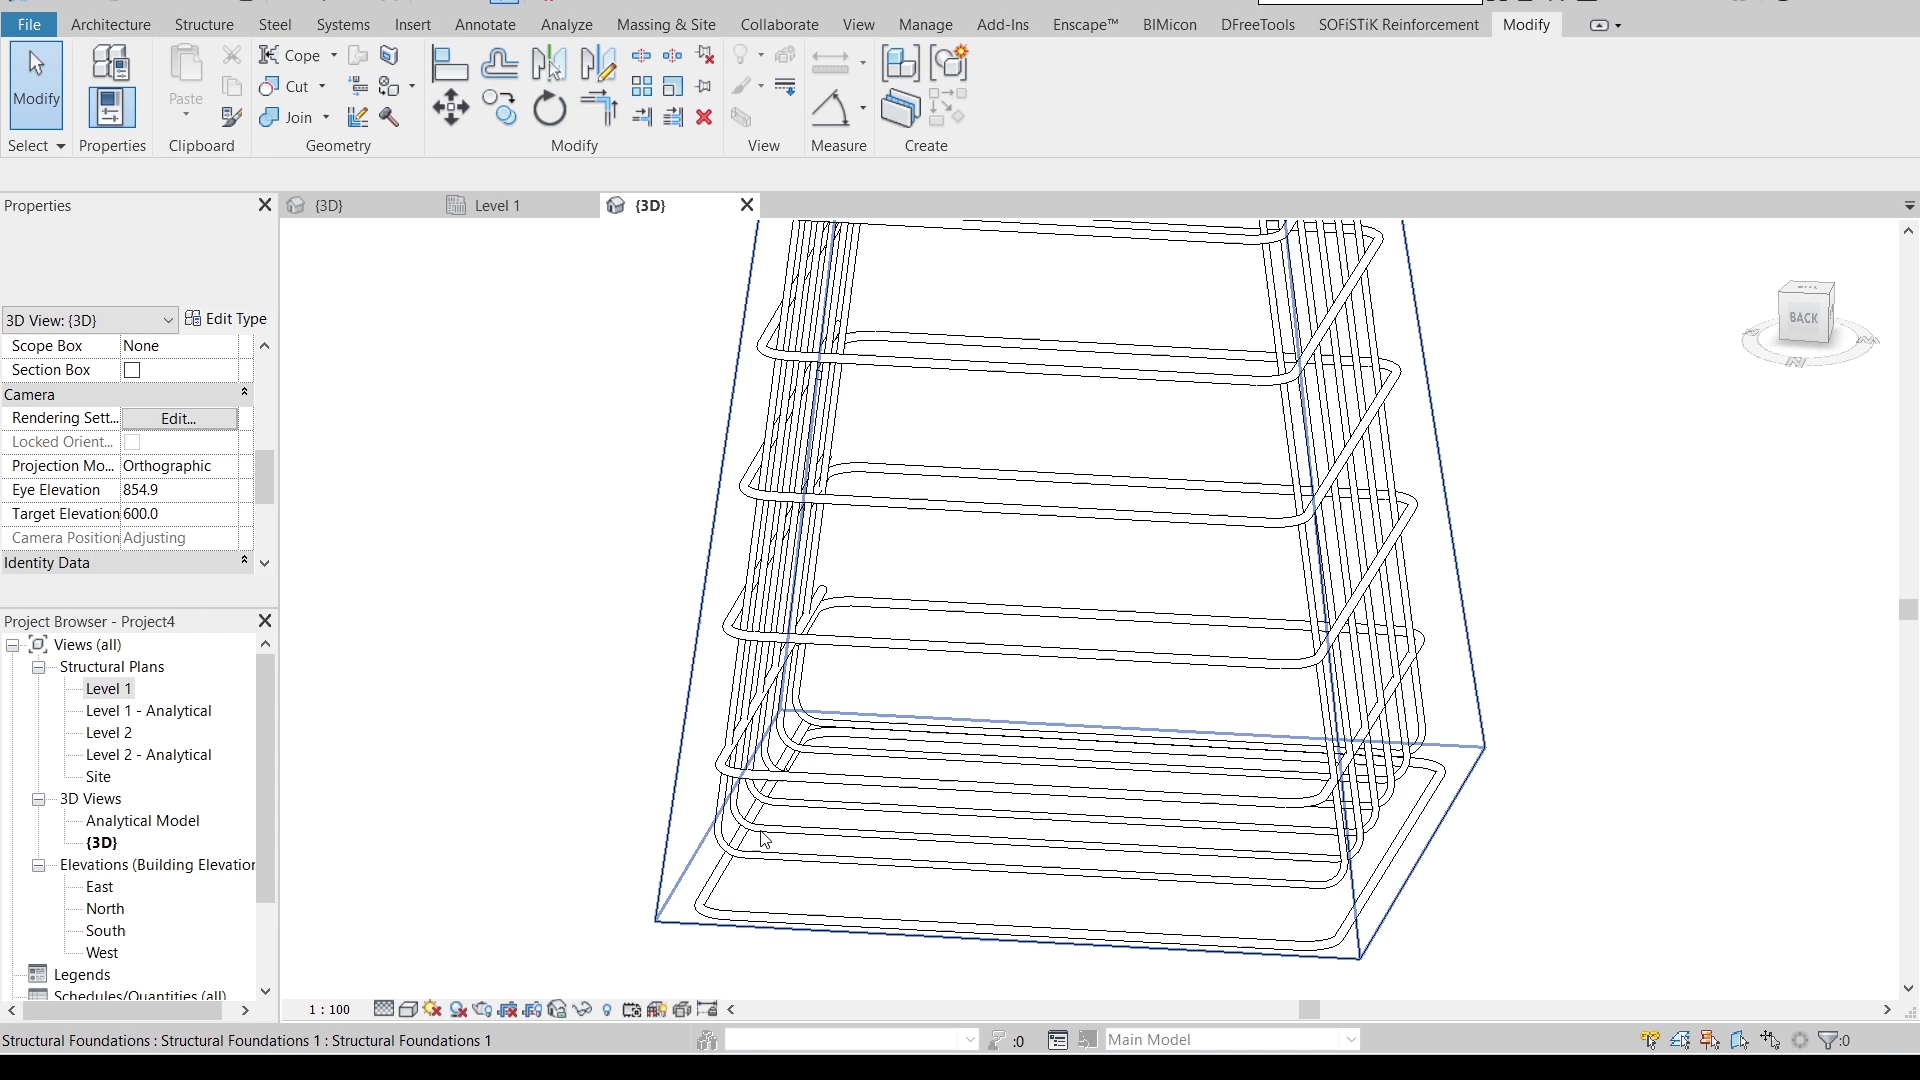 File Architecture Structure Steel Systems Insert Annotate Analyze Massing & Site Collaborate View Manage Add-Ins Enscape™ BIMicon DFreeTools SOFiSTiK Reinforcement Modify
Modify
Paste
Cope
Cut
Join
Select Properties Clipboard Geometry Modify View Measure Create
Properties
{3D}
Level 1
{3D}
3D View: {3D}
Edit Type
Scope Box None
Section Box
Camera
Rendering Sett... Edit...
Locked Orient...
Projection Mo... Orthographic
Eye Elevation 854.9
Target Elevation 600.0
Camera Position Adjusting
Identity Data
BACK
Project Browser - Project4
Views (all)
Structural Plans
Level 1
Level 1 - Analytical
Level 2
Level 2 - Analytical
Site
3D Views
Analytical Model
{3D}
Elevations (Building Elevation
East
North
South
West
Legends
Schedules/Quantities (all)
1 : 100
Structural Foundations : Structural Foundations 1 : Structural Foundations 1
:0
Main Model
:0